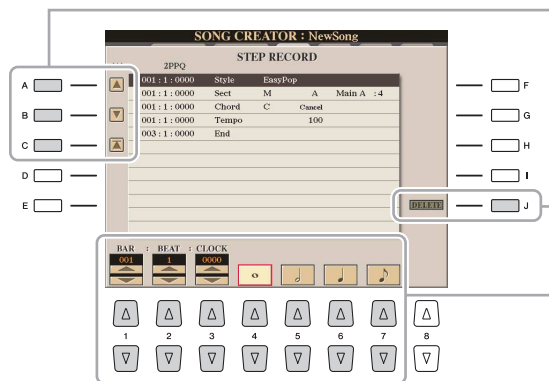 SONG CREATOR : NewSong
STEP RECORD
2PPQ
001 : 1 : 0000 Style EasyPop
001 : 1 : 0000 Sect M A Main A : 4
001 : 1 : 0000 Chord C Cancel
001 : 1 : 0000 Tempo 100
003 : 1 : 0000 End
A
B
C
D
E
F
G
H
I
J
DELETE
BAR : BEAT : CLOCK
001 1 0000
1 2 3 4 5 6 7 8